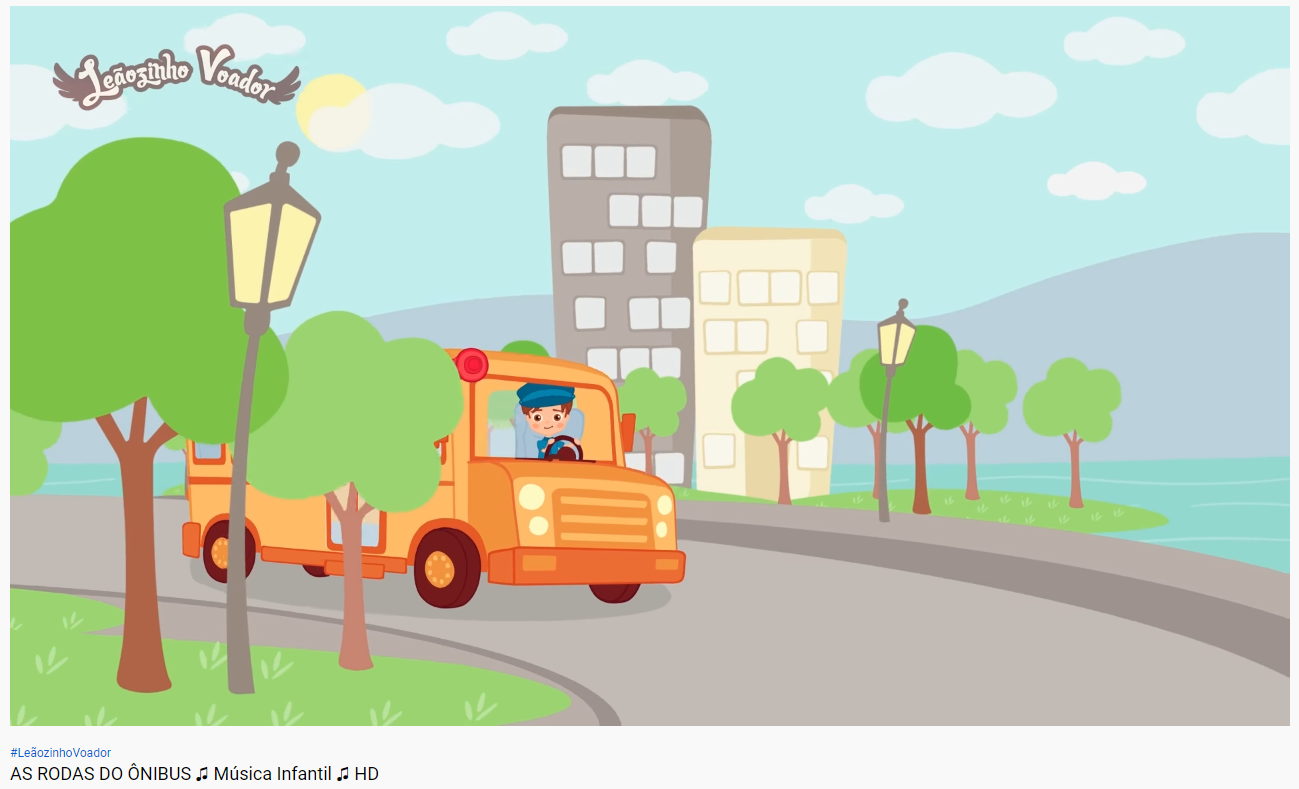 Leãozinho Voador
#LeãozinhoVoador
AS RODAS DO ÔNIBUS ♫ Música Infantil ♫ HD